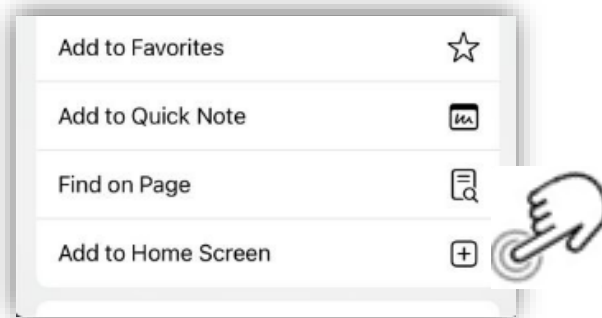 Add to Favorites
Add to Quick Note
Find on Page
Add to Home Screen